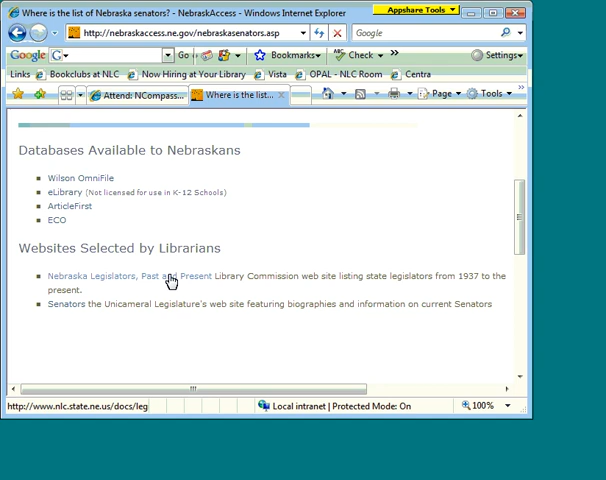 Where is the list of Nebraska senators? - NebraskAccess - Windows Internet Explorer
Appshare Tools
http://nebraskaccess.ne.gov/nebraskasenators.asp
Google
Google
G
Go
Bookmarks
Check
Settings
Links
Bookclubs at NLC
Now Hiring at Your Library
Vista
OPAL - NLC Room
Centra
Attend: NCompass...
Where is the list...
Page
Tools
Databases Available to Nebraskans
Wilson OmniFile
eLibrary (Not licensed for use in K-12 Schools)
ArticleFirst
ECO
Websites Selected by Librarians
Nebraska Legislators, Past and Present Library Commission web site listing state legislators from 1937 to the
present.
Senators the Unicameral Legislature's web site featuring biographies and information on current Senators
http://www.nlc.state.ne.us/docs/leg
Local intranet | Protected Mode: On
100%